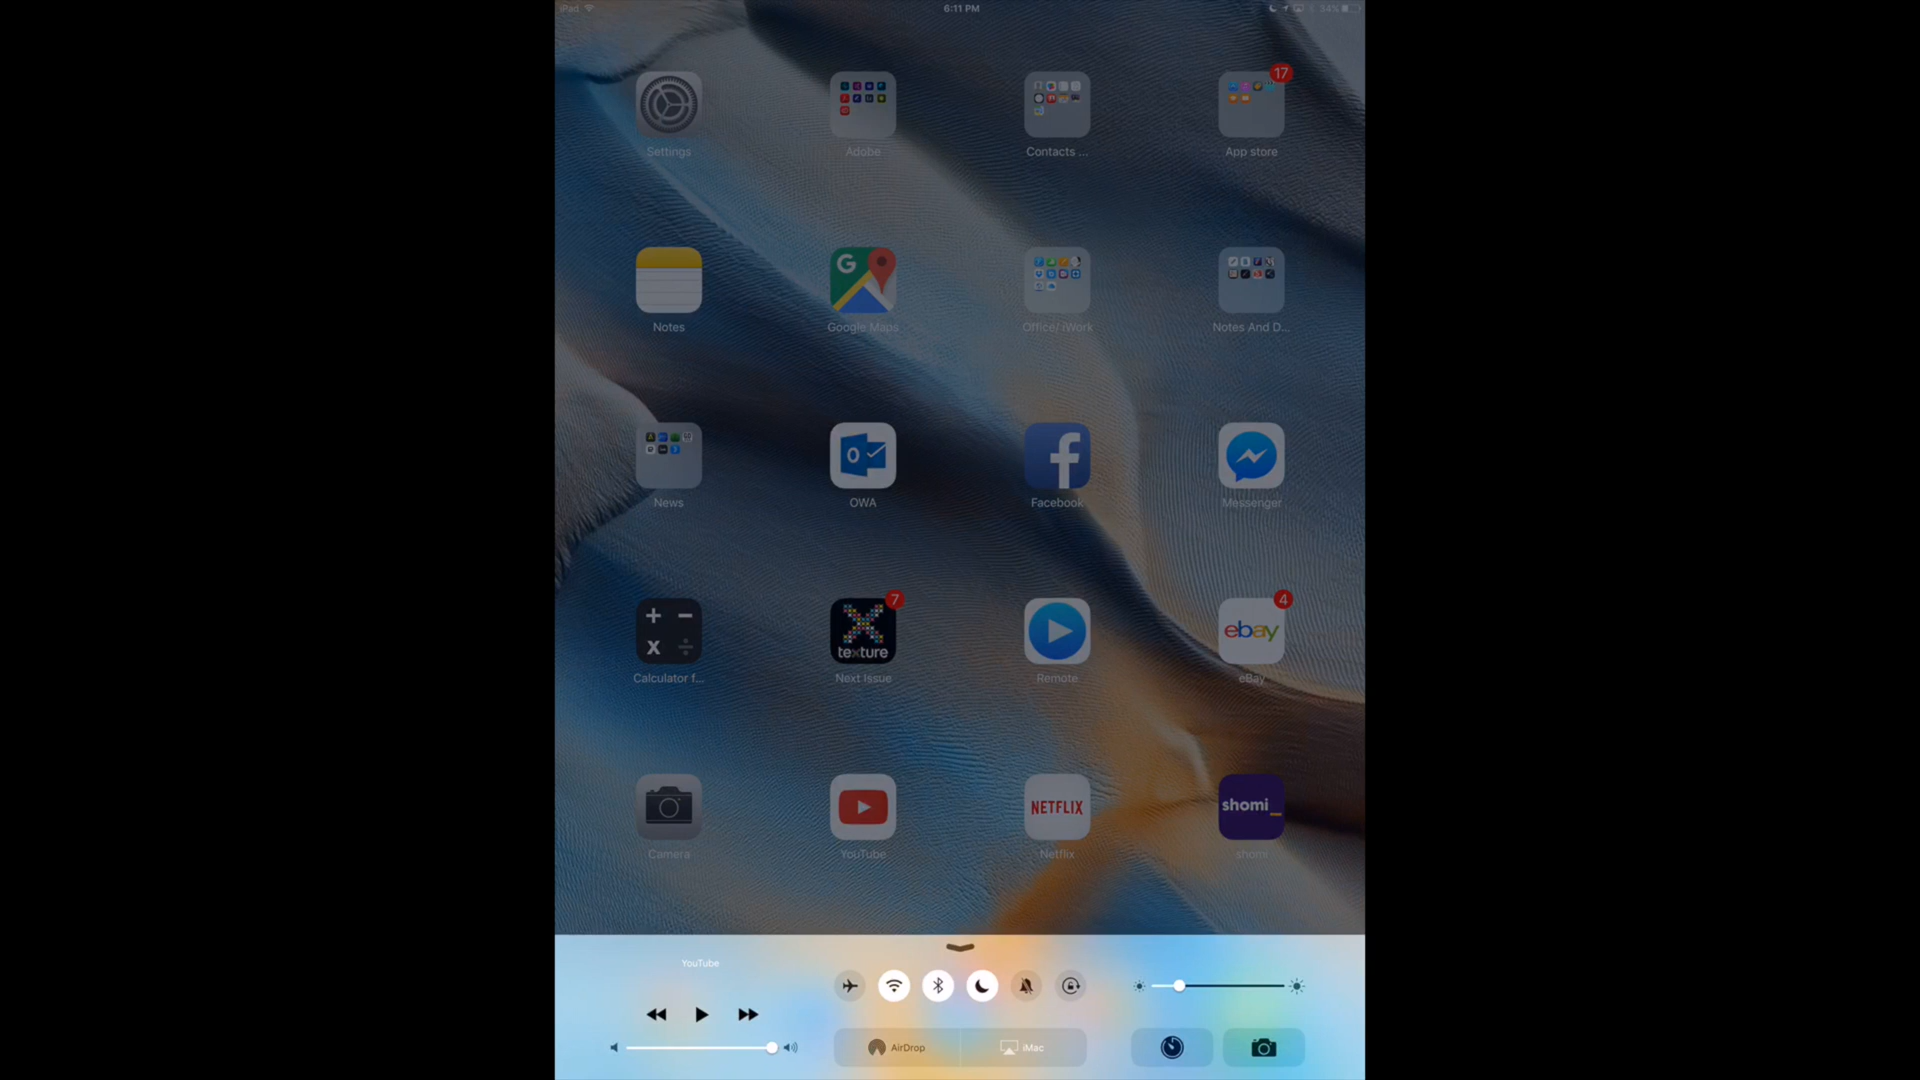 iPad 6:11 PM 34%
17
Settings Adobe Contacts ... App store
G
Notes Google Maps Office/ iWork Notes And D...
O f
News OWA Facebook Messenger
7 4
+ −
x ÷ texture ebay
Calculator f... Next Issue Remote eBay
NETFLIX shomi_
Camera YouTube Netflix shomi
YouTube
AirDrop iMac